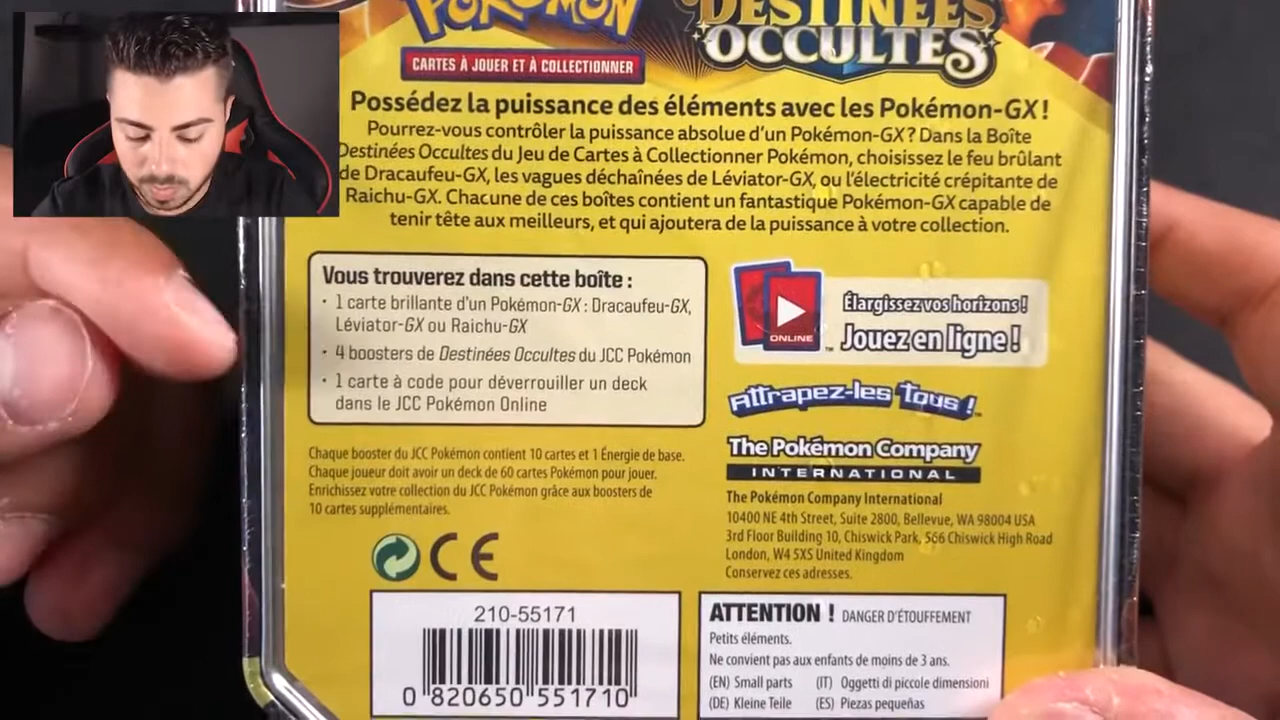 POKÉMON
DESTINÉES
OCCULTES
CARTES À JOUER ET À COLLECTIONNER
Possédez la puissance des éléments avec les Pokémon-GX !
Pourrez-vous contrôler la puissance absolue d'un Pokémon-GX ? Dans la Boîte
Destinées Occultes du Jeu de Cartes à Collectionner Pokémon, choisissez le feu brûlant
de Dracaufeu-GX, les vagues déchaînées de Léviator-GX, ou l'électricité crépitante de
Raichu-GX. Chacune de ces boîtes contient un fantastique Pokémon-GX capable de
tenir tête aux meilleurs, et qui ajoutera de la puissance à votre collection.
Vous trouverez dans cette boîte :
• 1 carte brillante d'un Pokémon-GX : Dracaufeu-GX,
Léviator-GX ou Raichu-GX
• 4 boosters de Destinées Occultes du JCC Pokémon
• 1 carte à code pour déverrouiller un deck
dans le JCC Pokémon Online
ONLINE
™
Élargissez vos horizons !
Jouez en ligne !
Attrapez-les Tous !™
The Pokémon Company
INTERNATIONAL
Chaque booster du JCC Pokémon contient 10 cartes et 1 Énergie de base.
Chaque joueur doit avoir un deck de 60 cartes Pokémon pour jouer.
Enrichissez votre collection du JCC Pokémon grâce aux boosters de
10 cartes supplémentaires.
The Pokémon Company International
10400 NE 4th Street, Suite 2800, Bellevue, WA 98004 USA
3rd Floor Building 10, Chiswick Park, 566 Chiswick High Road
London, W4 5XS United Kingdom
Conservez ces adresses.
CE
210-55171
0 820650 551710
ATTENTION ! DANGER D'ÉTOUFFEMENT
Petits éléments.
Ne convient pas aux enfants de moins de 3 ans.
(EN) Small parts (IT) Oggetti di piccole dimensioni
(DE) Kleine Teile (ES) Piezas pequeñas